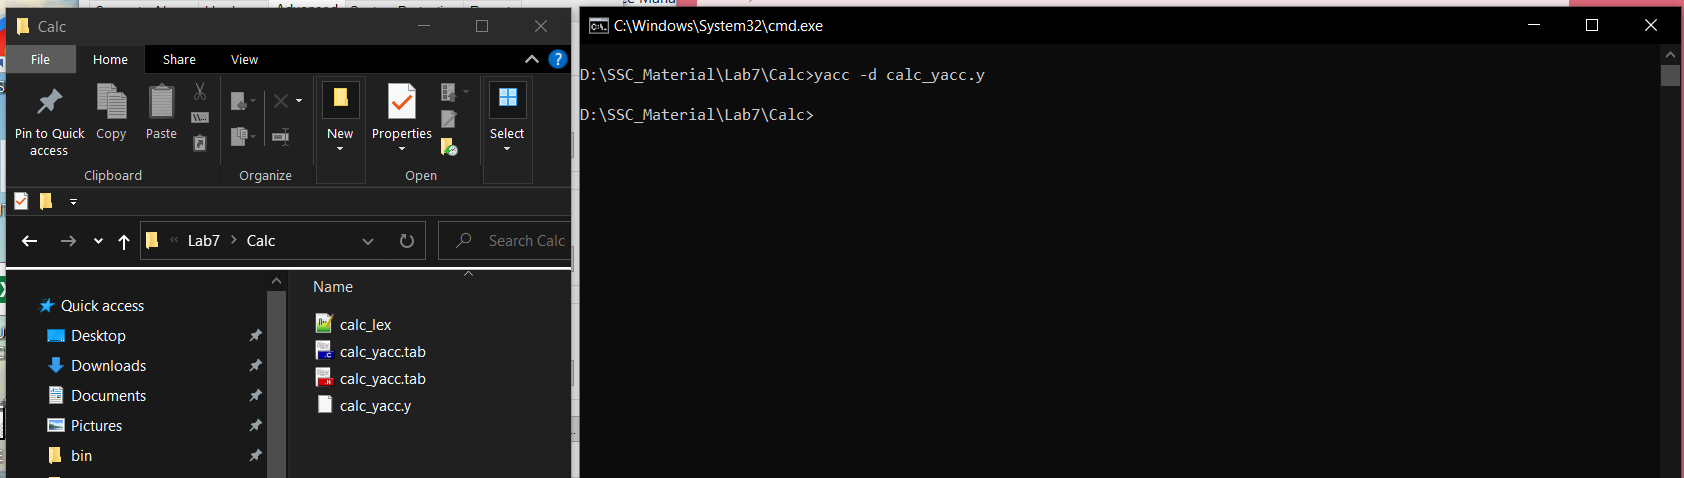 Calc
File Home Share View
Pin to Quick access
Copy
Paste
New
Properties
Select
Clipboard
Organize
Open
Lab7 Calc
Search Calc
Quick access
Desktop
Downloads
Documents
Pictures
bin
Name
calc_lex
calc_yacc.tab
calc_yacc.tab
calc_yacc.y
C:\Windows\System32\cmd.exe
D:\SSC_Material\Lab7\Calc>yacc -d calc_yacc.y
D:\SSC_Material\Lab7\Calc>